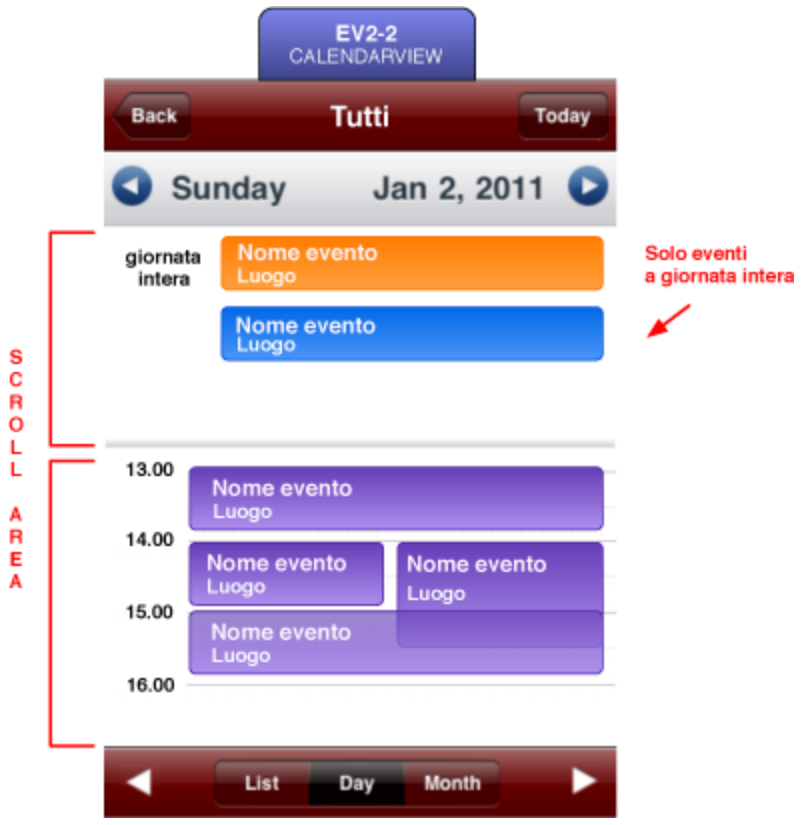 EV2-2
CALENDARVIEW
Back
Tutti
Today
Sunday
Jan 2, 2011
giornata
intera
Nome evento
Luogo
Solo eventi
a giornata intera
Nome evento
Luogo
SCROLL AREA
13.00
Nome evento
Luogo
14.00
Nome evento
Luogo
Nome evento
Luogo
15.00
Nome evento
Luogo
16.00
List
Day
Month